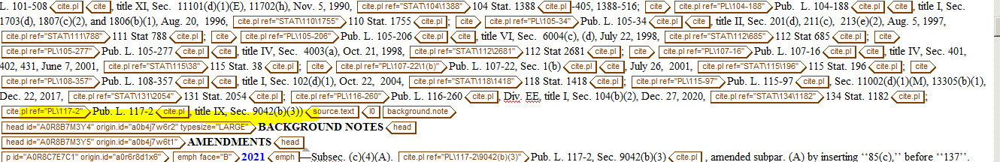 L. 101-508 cite.pl cite , title XI, Sec. 11101(d)(1)(E), 11702(h), Nov. 5, 1990, cite.pl ref="STAT\104\1388" 104 Stat. 1388 cite.pl -405, 1388-516; cite cite.pl ref="PL\104-188" Pub. L. 104-188 cite.pl cite , title I, Sec.
1703(d), 1807(c)(2), and 1806(b)(1), Aug. 20, 1996, cite.pl ref="STAT\110\1755" 110 Stat. 1755 cite.pl ; cite cite.pl ref="PL\105-34" Pub. L. 105-34 cite.pl cite , title II, Sec. 201(d), 211(c), 213(e)(2), Aug. 5, 1997,
cite.pl ref="STAT\111\788" 111 Stat 788 cite.pl ; cite cite.pl ref="PL\105-206" Pub. L. 105-206 cite.pl cite , title VI, Sec. 6004(c), (d), July 22, 1998, cite.pl ref="STAT\112\685" 112 Stat 685 cite.pl ; cite
cite.pl ref="PL\105-277" Pub. L. 105-277 cite.pl cite , title IV, Sec. 4003(a), Oct. 21, 1998, cite.pl ref="STAT\112\2681" 112 Stat 2681 cite.pl ; cite cite.pl ref="PL\107-16" Pub. L. 107-16 cite.pl cite , title IV, Sec. 401,
402, 431, June 7, 2001, cite.pl ref="STAT\115\38" 115 Stat. 38 cite.pl ; cite cite.pl ref="PL\107-22\1(b)" Pub. L. 107-22, Sec. 1(b) cite.pl cite , July 26, 2001, cite.pl ref="STAT\115\196" 115 Stat. 196 cite.pl ; cite
cite.pl ref="PL\108-357" Pub. L. 108-357 cite.pl cite , title I, Sec. 102(d)(1), Oct. 22, 2004, cite.pl ref="STAT\118\1418" 118 Stat. 1418 cite.pl ; cite.pl ref="PL\115-97" Pub. L. 115-97 cite.pl , Sec. 11002(d)(1)(M), 13305(b)(1),
Dec. 22, 2017, cite.pl ref="STAT\131\2054" 131 Stat. 2054 cite.pl ; cite.pl ref="PL\116-260" Pub. L. 116-260 cite.pl , Div. EE, title I, Sec. 104(b)(2), Dec. 27, 2020, cite.pl ref="STAT\134\1182" 134 Stat. 1182 cite.pl ;
cite.pl ref="PL\117-2" Pub. L. 117-2 cite.pl , title IX, Sec. 9042(b)(3)) source.text l0 background.note
head id="A0R8B7M3Y4" origin.id="a0b4j7w6r2" typesize="LARGE" BACKGROUND NOTES head
head id="A0R8B7M3Y5" origin.id="a0b4j7w6t1" AMENDMENTS head
p id="A0R8C7E7C1" origin.id="a0r6r8d1x6" emph face="B" 2021 emph —Subsec. (c)(4)(A). cite.pl ref="PL\117-2\9042(b)(3)" Pub. L. 117-2, Sec. 9042(b)(3) cite.pl , amended subpar. (A) by inserting ‘‘85(c),’’ before ‘‘137’’.